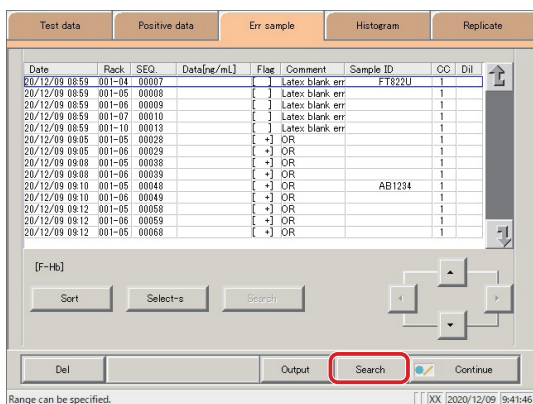 Test data Positive data Err sample Histogram Replicate
Date Rack SEQ. Data[ng/mL] Flag Comment Sample ID CC Dil
20/12/09 08:59 001-04 00007 [ ] Latex blank err FT822U 1
20/12/09 08:59 001-05 00008 [ ] Latex blank err 1
20/12/09 08:59 001-06 00009 [ ] Latex blank err 1
20/12/09 08:59 001-07 00010 [ ] Latex blank err 1
20/12/09 08:59 001-10 00013 [ ] Latex blank err 1
20/12/09 09:05 001-05 00028 [ +] OR 1
20/12/09 09:05 001-06 00029 [ +] OR 1
20/12/09 09:08 001-05 00038 [ +] OR 1
20/12/09 09:08 001-06 00039 [ +] OR 1
20/12/09 09:10 001-05 00048 [ +] OR AB1234 1
20/12/09 09:10 001-06 00049 [ +] OR 1
20/12/09 09:12 001-05 00058 [ +] OR 1
20/12/09 09:12 001-06 00059 [ +] OR 1
20/12/09 09:12 001-05 00068 [ +] OR 1
[F-Hb]
Sort Select-s Search
Del Output Search Continue
Range can be specified. [ [ XX 2020/12/09 9:41:46